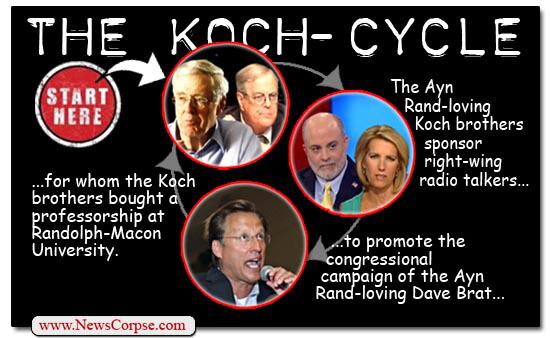 THE KOCH-CYCLE
START
HERE
The Ayn
Rand-loving
Koch brothers
sponsor
right-wing
radio talkers...
...to promote the
congressional
campaign of the Ayn
Rand-loving Dave Brat...
...for whom the Koch
brothers bought a
professorship at
Randolph-Macon
University.
www.NewsCorpse.com